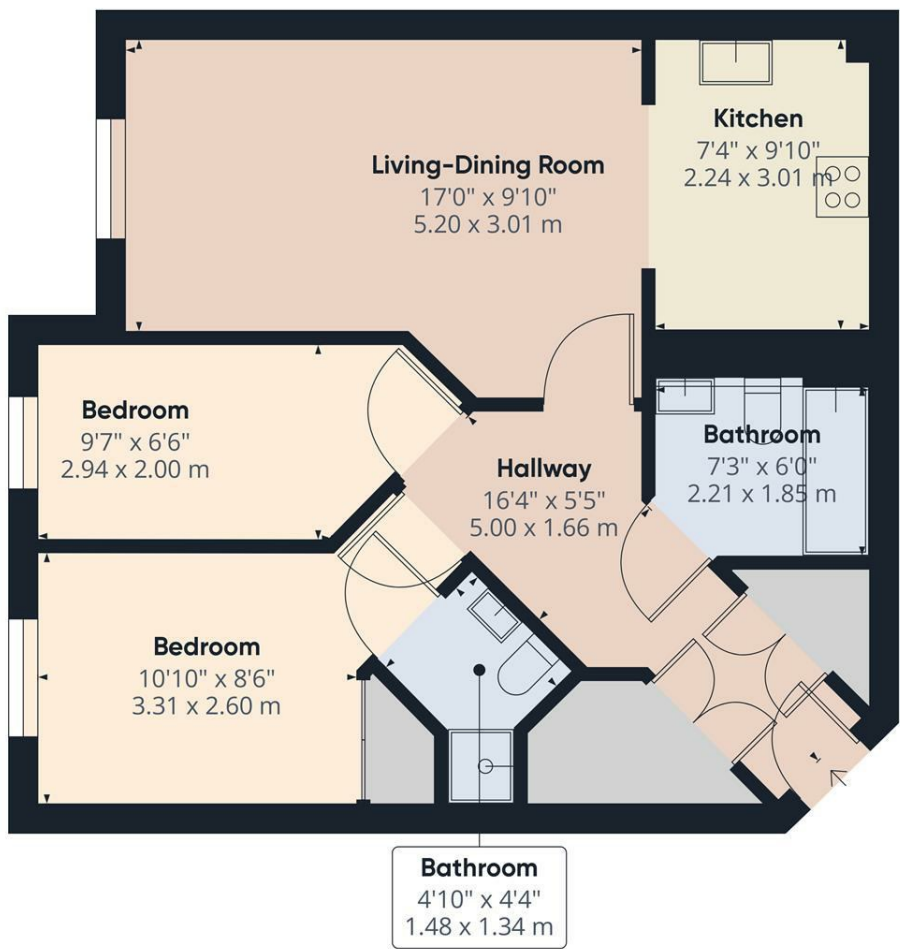 Living-Dining Room
17'0" x 9'10"
5.20 x 3.01 m
Kitchen
7'4" x 9'10"
2.24 x 3.01 m
Bedroom
9'7" x 6'6"
2.94 x 2.00 m
Hallway
16'4" x 5'5"
5.00 x 1.66 m
Bathroom
7'3" x 6'0"
2.21 x 1.85 m
Bedroom
10'10" x 8'6"
3.31 x 2.60 m
Bathroom
4'10" x 4'4"
1.48 x 1.34 m